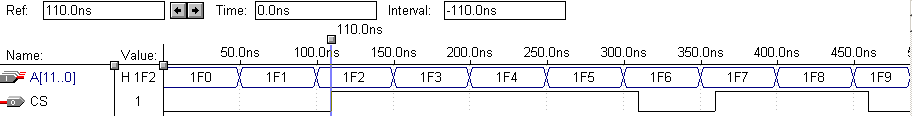 Ref: 110.0ns Time: 0.0ns Interval: -110.0ns
110.0ns
Name: Value: 50.0ns 100.0ns 150.0ns 200.0ns 250.0ns 300.0ns 350.0ns 400.0ns 450.0ns
A[11..0] H 1F2 1F0 1F1 1F2 1F3 1F4 1F5 1F6 1F7 1F8 1F9
CS 1